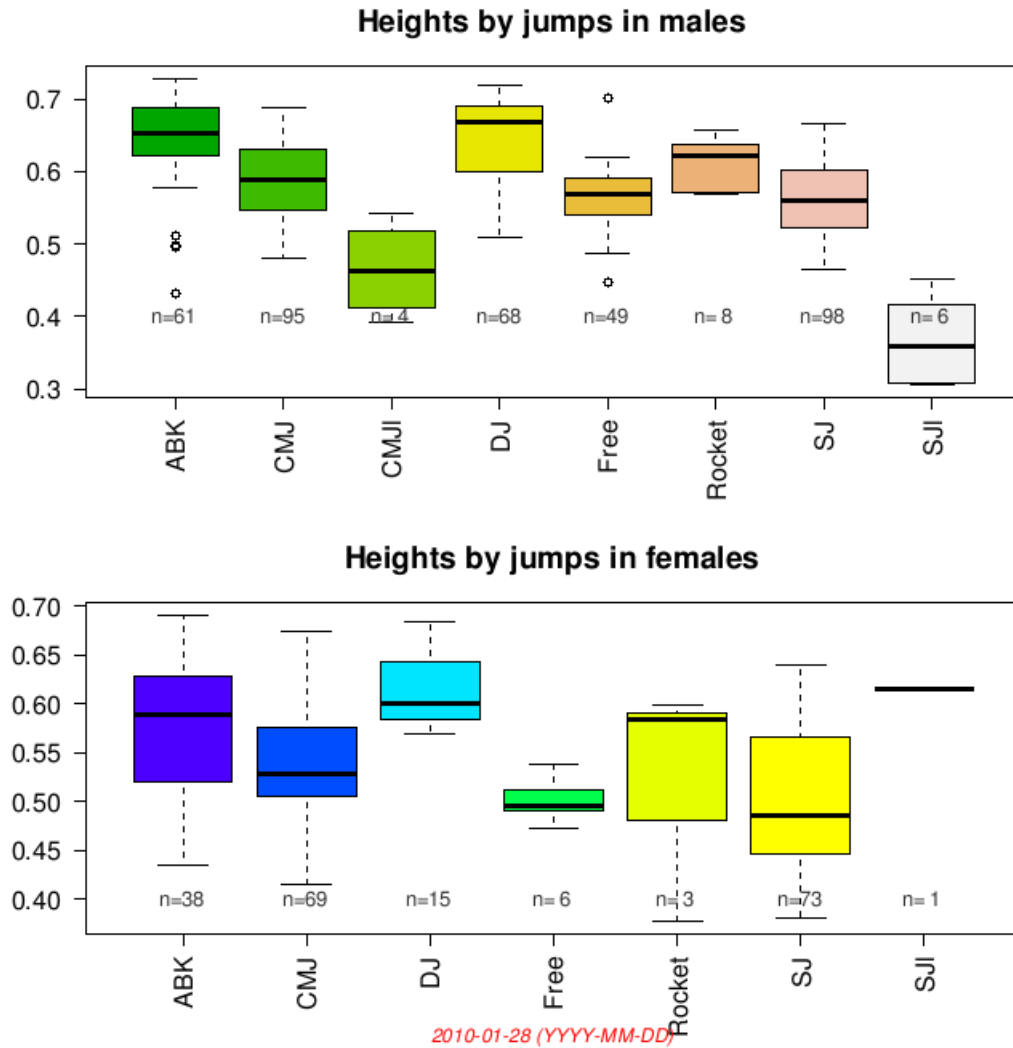 Heights by jumps in males
0.7
0.6
0.5
0.4
0.3
n=61 n=95 n= 4 n=68 n=49 n= 8 n=98 n= 6
ABK CMJ CMJl DJ Free Rocket SJ SJl
Heights by jumps in females
0.70
0.65
0.60
0.55
0.50
0.45
0.40
n=38 n=69 n=15 n= 6 n= 3 n=73 n= 1
ABK CMJ DJ Free Rocket SJ SJl
2010-01-28 (YYYY-MM-DD)